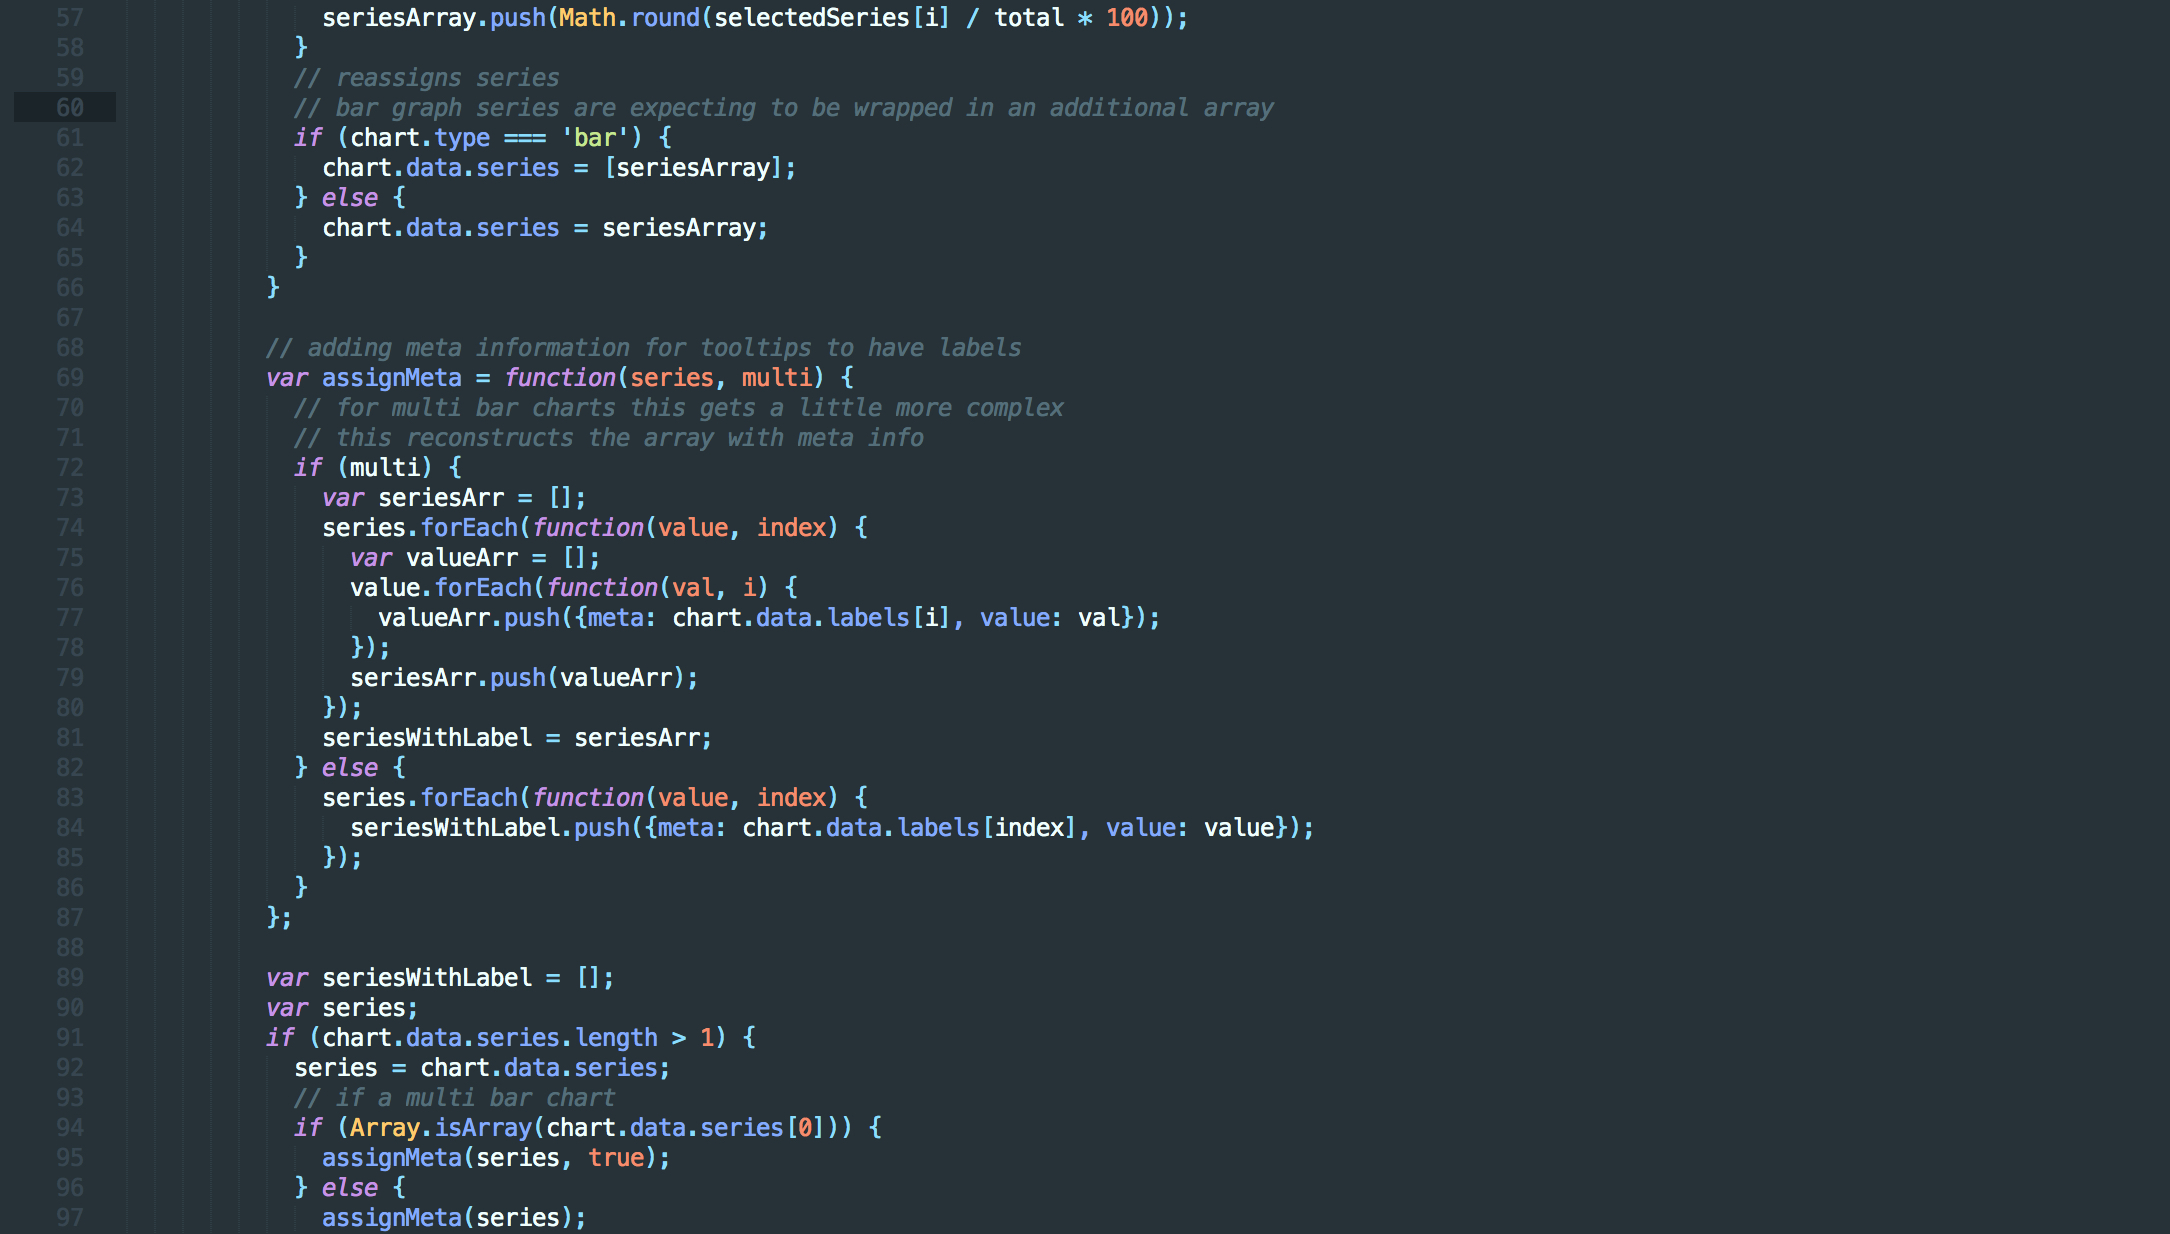 57 seriesArray.push(Math.round(selectedSeries[i] / total * 100));
58 }
59 // reassigns series
60 // bar graph series are expecting to be wrapped in an additional array
61 if (chart.type === 'bar') {
62 chart.data.series = [seriesArray];
63 } else {
64 chart.data.series = seriesArray;
65 }
66 }
67
68 // adding meta information for tooltips to have labels
69 var assignMeta = function(series, multi) {
70 // for multi bar charts this gets a little more complex
71 // this reconstructs the array with meta info
72 if (multi) {
73 var seriesArr = [];
74 series.forEach(function(value, index) {
75 var valueArr = [];
76 value.forEach(function(val, i) {
77 valueArr.push({meta: chart.data.labels[i], value: val});
78 });
79 seriesArr.push(valueArr);
80 });
81 seriesWithLabel = seriesArr;
82 } else {
83 series.forEach(function(value, index) {
84 seriesWithLabel.push({meta: chart.data.labels[index], value: value});
85 });
86 }
87 };
88
89 var seriesWithLabel = [];
90 var series;
91 if (chart.data.series.length > 1) {
92 series = chart.data.series;
93 // if a multi bar chart
94 if (Array.isArray(chart.data.series[0])) {
95 assignMeta(series, true);
96 } else {
97 assignMeta(series);